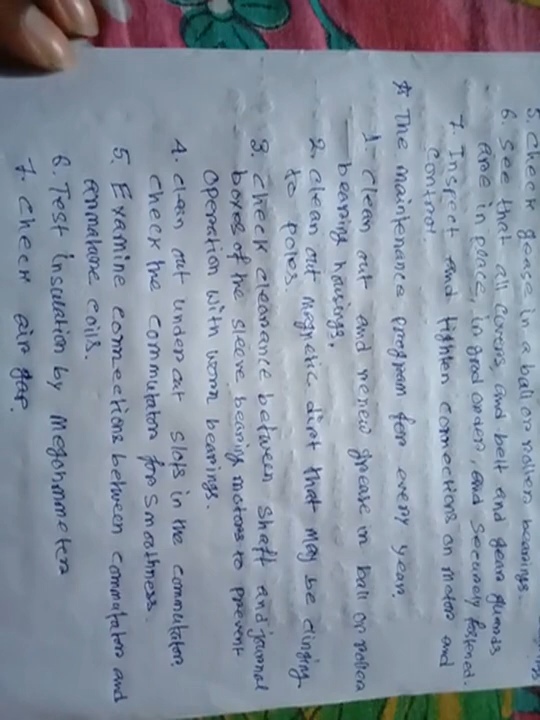 5. Check grease in a ball or roller bearings.
6. see that all covers, and belt and gear guards
are in place, in good order, and securely fastened.
7. Inspect and tighten connections on motor and
control.
* The maintenance program for every year.
1- clean out and renew grease in ball or roller
bearing housings.
2. clean out magnetic dirt that may be clinging
to poles.
3. check clearance between shaft and journal
boxes of the sleeve bearing motors to prevent
operation with worn bearings.
4. clean out under cut slots in the commutator.
check the commutator for smoothness.
5. Examine connections between commutator and
armature coils.
6. Test insulation by megohmmeter
7. check air gap.